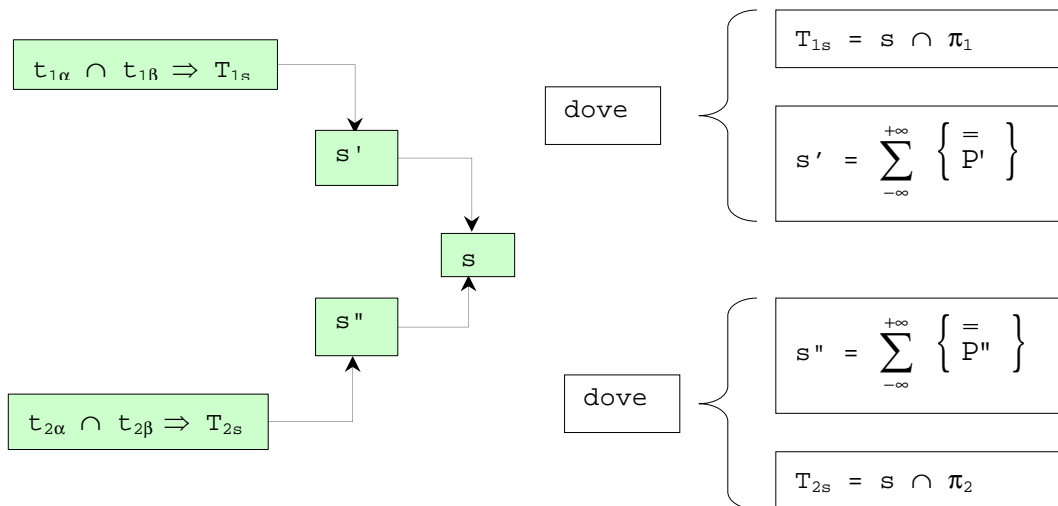 t₁α ∩ t₁β ⇒ T₁s
s'
s
s"
t₂α ∩ t₂β ⇒ T₂s
dove
T₁s = s ∩ π₁
+∞
s’ = ∑ { = P' }
-∞
dove
+∞
s" = ∑ { = P" }
-∞
T₂s = s ∩ π₂